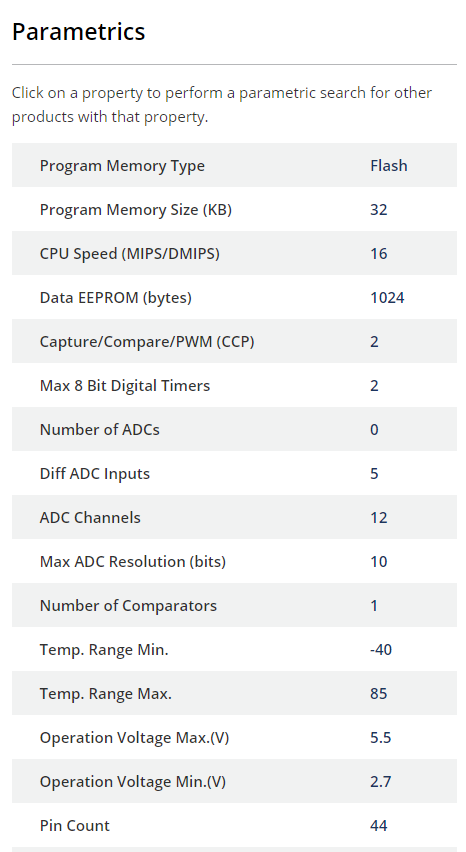 Parametrics
Click on a property to perform a parametric search for other
products with that property.
Program Memory Type Flash
Program Memory Size (KB) 32
CPU Speed (MIPS/DMIPS) 16
Data EEPROM (bytes) 1024
Capture/Compare/PWM (CCP) 2
Max 8 Bit Digital Timers 2
Number of ADCs 0
Diff ADC Inputs 5
ADC Channels 12
Max ADC Resolution (bits) 10
Number of Comparators 1
Temp. Range Min. -40
Temp. Range Max. 85
Operation Voltage Max.(V) 5.5
Operation Voltage Min.(V) 2.7
Pin Count 44